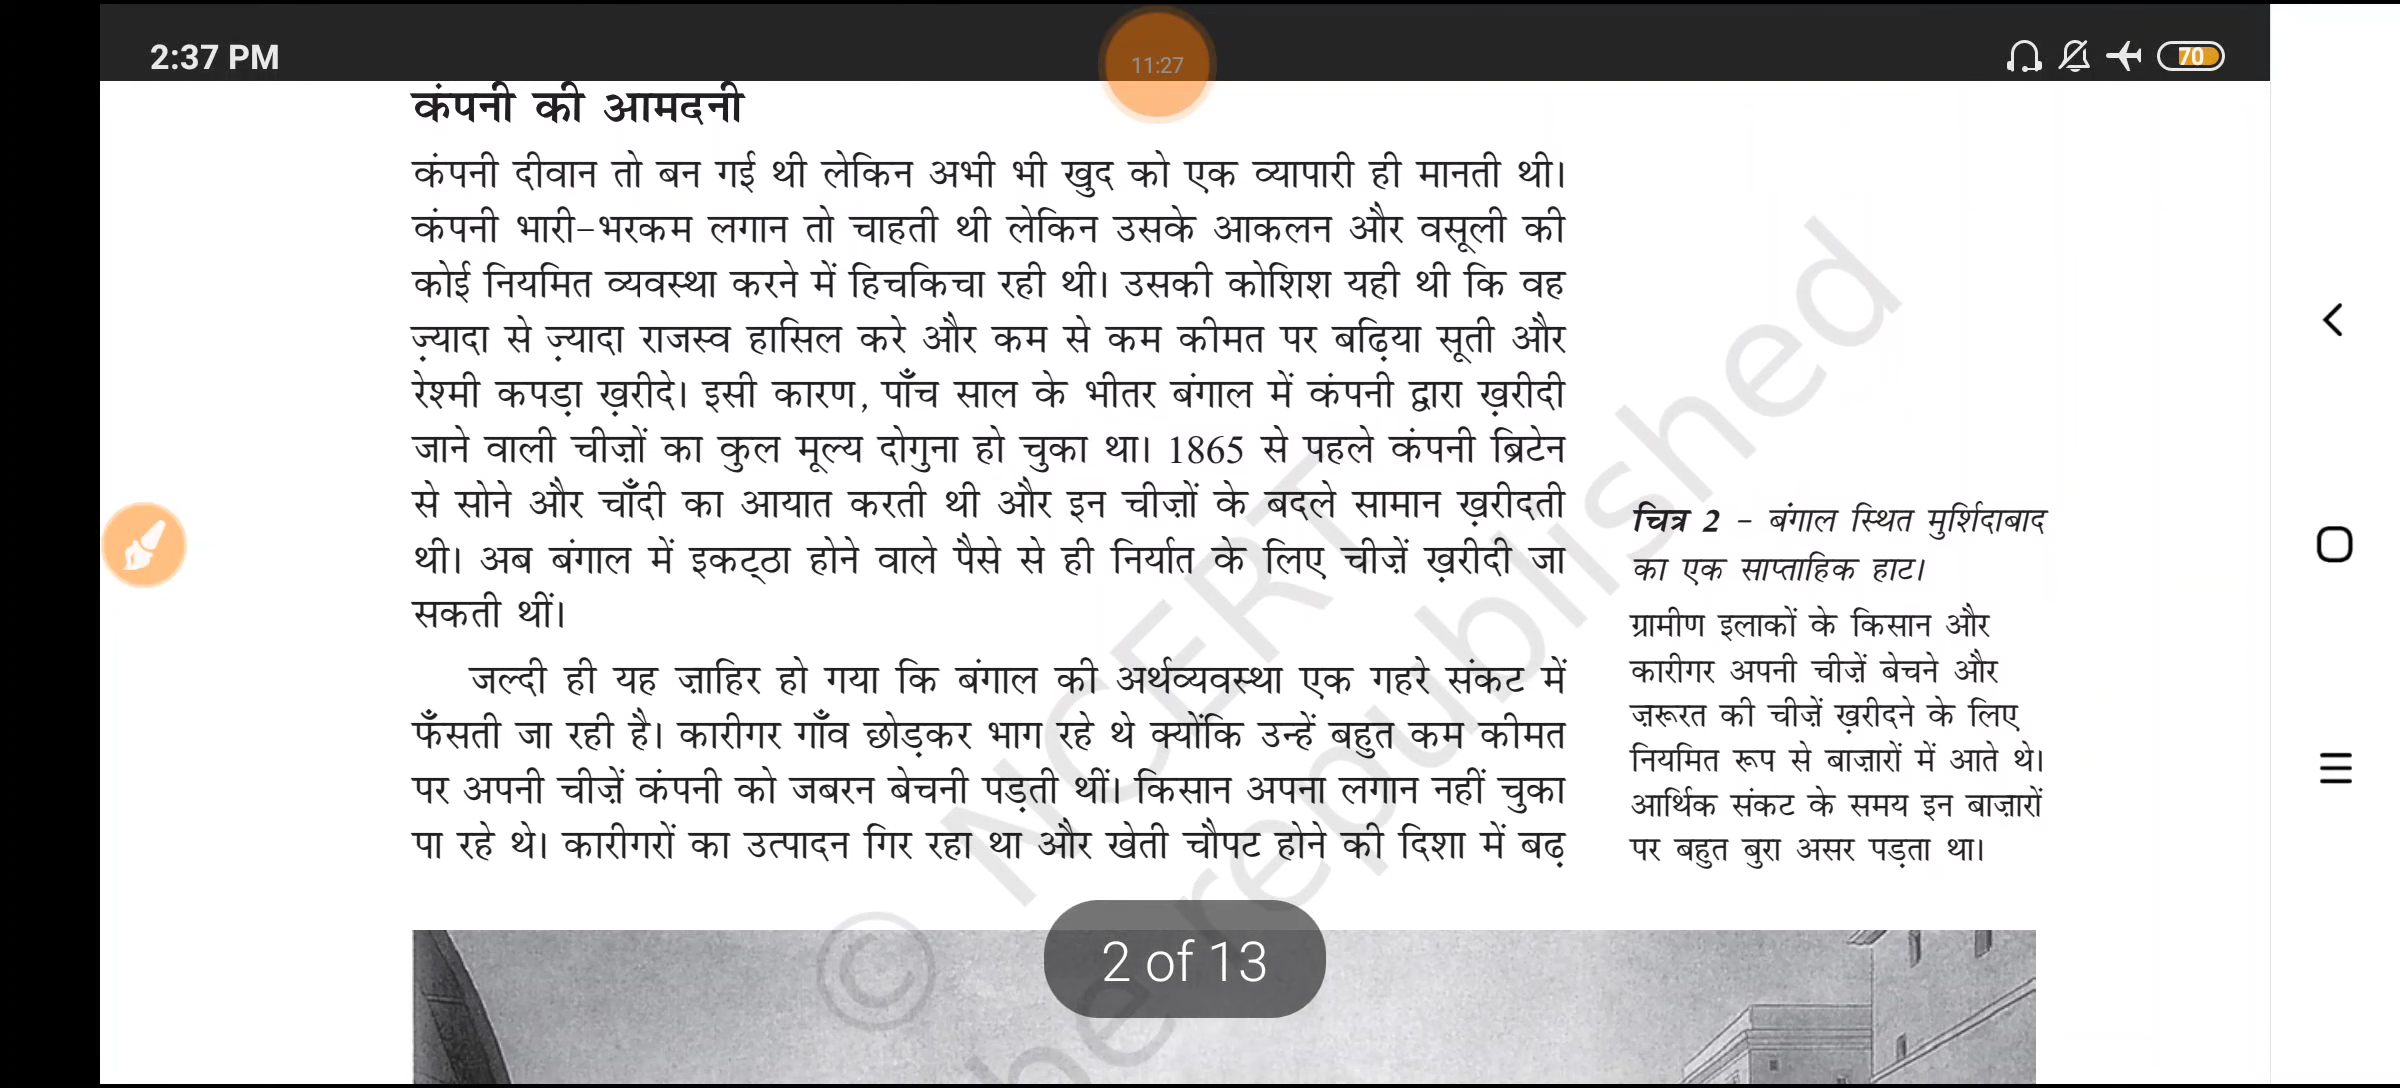 2:37 PM
11:27
70
कंपनी की आमदनी
कंपनी दीवान तो बन गई थी लेकिन अभी भी खुद को एक व्यापारी ही मानती थी।
कंपनी भारी-भरकम लगान तो चाहती थी लेकिन उसके आकलन और वसूली की
कोई नियमित व्यवस्था करने में हिचकिचा रही थी। उसकी कोशिश यही थी कि वह
ज़्यादा से ज़्यादा राजस्व हासिल करे और कम से कम कीमत पर बढ़िया सूती और
रेश्मी कपड़ा ख़रीदे। इसी कारण, पाँच साल के भीतर बंगाल में कंपनी द्वारा ख़रीदी
जाने वाली चीज़ों का कुल मूल्य दोगुना हो चुका था। 1865 से पहले कंपनी ब्रिटेन
से सोने और चाँदी का आयात करती थी और इन चीज़ों के बदले सामान ख़रीदती
थी। अब बंगाल में इकट्ठा होने वाले पैसे से ही निर्यात के लिए चीज़ें ख़रीदी जा
सकती थीं।
जल्दी ही यह ज़ाहिर हो गया कि बंगाल की अर्थव्यवस्था एक गहरे संकट में
फँसती जा रही है। कारीगर गाँव छोड़कर भाग रहे थे क्योंकि उन्हें बहुत कम कीमत
पर अपनी चीज़ें कंपनी को जबरन बेचनी पड़ती थीं। किसान अपना लगान नहीं चुका
पा रहे थे। कारीगरों का उत्पादन गिर रहा था और खेती चौपट होने की दिशा में बढ़
चित्र 2 - बंगाल स्थित मुर्शिदाबाद
का एक साप्ताहिक हाट।
ग्रामीण इलाकों के किसान और
कारीगर अपनी चीज़ें बेचने और
ज़रूरत की चीज़ें ख़रीदने के लिए
नियमित रूप से बाज़ारों में आते थे।
आर्थिक संकट के समय इन बाज़ारों
पर बहुत बुरा असर पड़ता था।
© NCERT
be republished
2 of 13